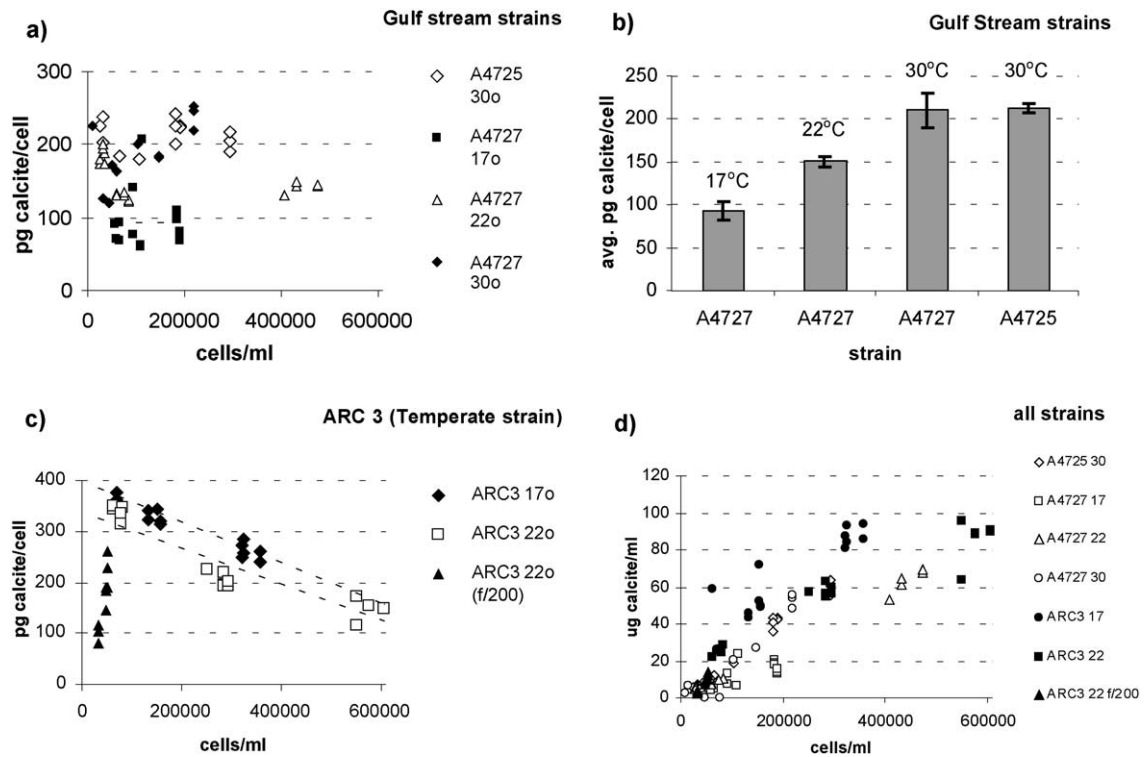 a)
Gulf stream strains
300
200
100
0
pg calcite/cell
0 200000 400000 600000
cells/ml
A4725
30o
A4727
17o
A4727
22o
A4727
30o
b)
Gulf Stream strains
250
200
150
100
50
0
avg. pg calcite/cell
17°C
22°C
30°C
30°C
A4727 A4727 A4727 A4725
strain
c)
ARC 3 (Temperate strain)
400
300
200
100
0
pg calcite/cell
0 200000 400000 600000
cells/ml
ARC3 17o
ARC3 22o
ARC3 22o
(f/200)
d)
all strains
120
100
80
60
40
20
0
ug calcite/ml
0 200000 400000 600000
cells/ml
A4725 30
A4727 17
A4727 22
A4727 30
ARC3 17
ARC3 22
ARC3 22 f/200